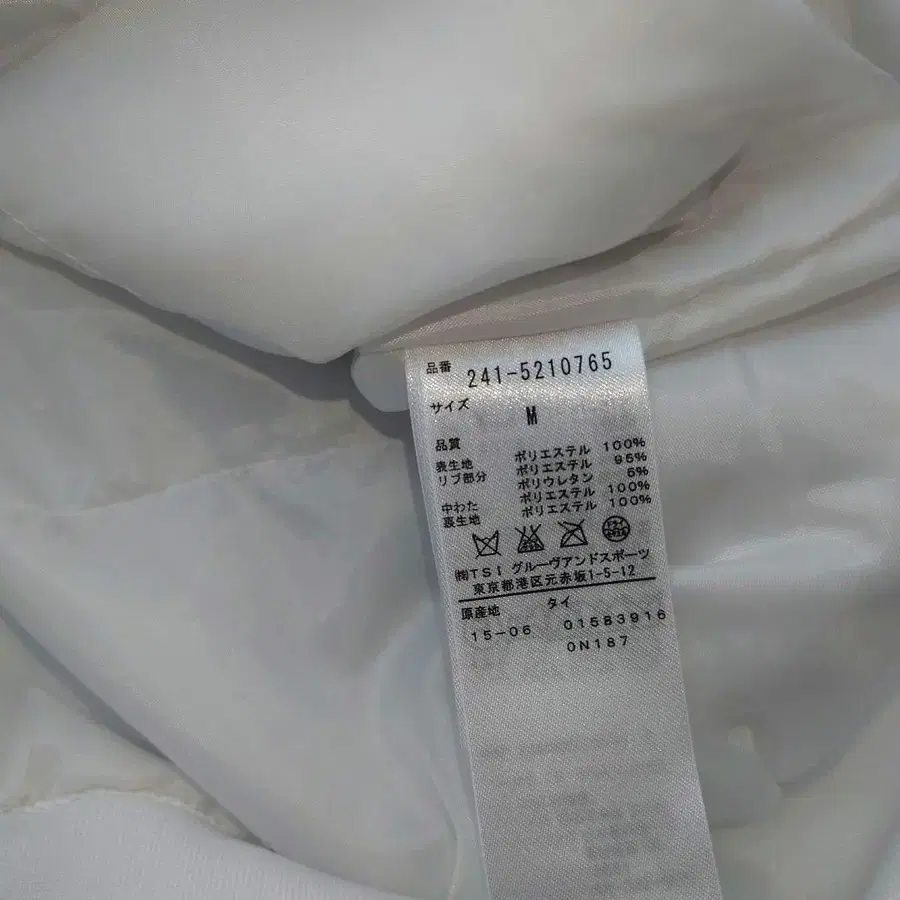 品番 241-5210765
サイズ M
品質
表生地 ポリエステル 100%
リブ部分 ポリエステル 95%
ポリウレタン 5%
中わた ポリエステル 100%
裏生地 ポリエステル 100%
㈱TSI グルーヴアンドスポーツ
東京都港区元赤坂1-5-12
原産地 タイ
15-06 01583916
0N187